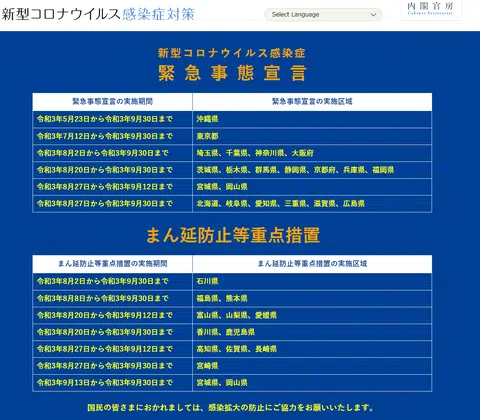 新型コロナウイルス感染症対策
Select Language
内閣官房
Cabinet Secretariat
新型コロナウイルス感染症
緊急事態宣言
緊急事態宣言の実施期間 緊急事態宣言の実施区域
令和3年5月23日から令和3年9月30日まで 沖縄県
令和3年7月12日から令和3年9月30日まで 東京都
令和3年8月2日から令和3年9月30日まで 埼玉県、千葉県、神奈川県、大阪府
令和3年8月20日から令和3年9月30日まで 茨城県、栃木県、群馬県、静岡県、京都府、兵庫県、福岡県
令和3年8月27日から令和3年9月12日まで 宮城県、岡山県
令和3年8月27日から令和3年9月30日まで 北海道、岐阜県、愛知県、三重県、滋賀県、広島県
まん延防止等重点措置
まん延防止等重点措置の実施期間 まん延防止等重点措置の実施区域
令和3年8月2日から令和3年9月30日まで 石川県
令和3年8月8日から令和3年9月30日まで 福島県、熊本県
令和3年8月20日から令和3年9月12日まで 富山県、山梨県、愛媛県
令和3年8月20日から令和3年9月30日まで 香川県、鹿児島県
令和3年8月27日から令和3年9月12日まで 高知県、佐賀県、長崎県
令和3年8月27日から令和3年9月30日まで 宮崎県
令和3年9月13日から令和3年9月30日まで 宮城県、岡山県
国民の皆さまにおかれましては、感染拡大の防止にご協力をお願いいたします。